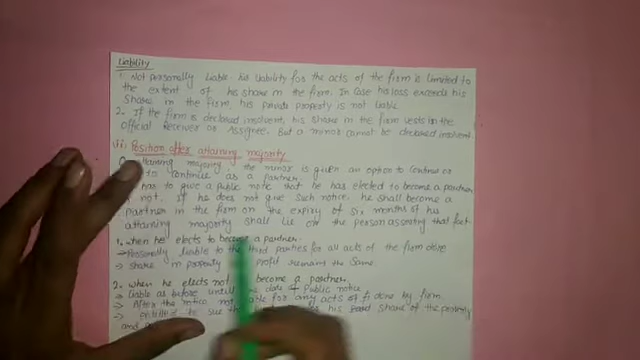 Liability
1. Not personally liable. his liability for the acts of the firm is limited to
the extent of his share in the firm. In case his loss exceeds his
share in the firm his private property is not liable.
2. If the firm is declared insolvent, his share in the firm vests in the
official Receiver or Assignee. But a minor cannot be declared insolvent.
Position after attaining majority
attaining majority, the minor is given an option to continue or
to continue as a partner
has to give a public note that he has elected to become a partner
not. If he does not give such notice, he shall become a
partner in the firm on the expiry of six months of his
attaining majority shall lie on the person asserting that fact.
1. when he elects to become a partner.
→ Personally liable to the third parties for all acts of the firm done
→ share in property profit remains the same
2. when he elects not become a partner.
→ liable as before until date of Public notice
→ After the notice not liable for any acts of done by firm
→ entitled to sue the for his share of the property
and